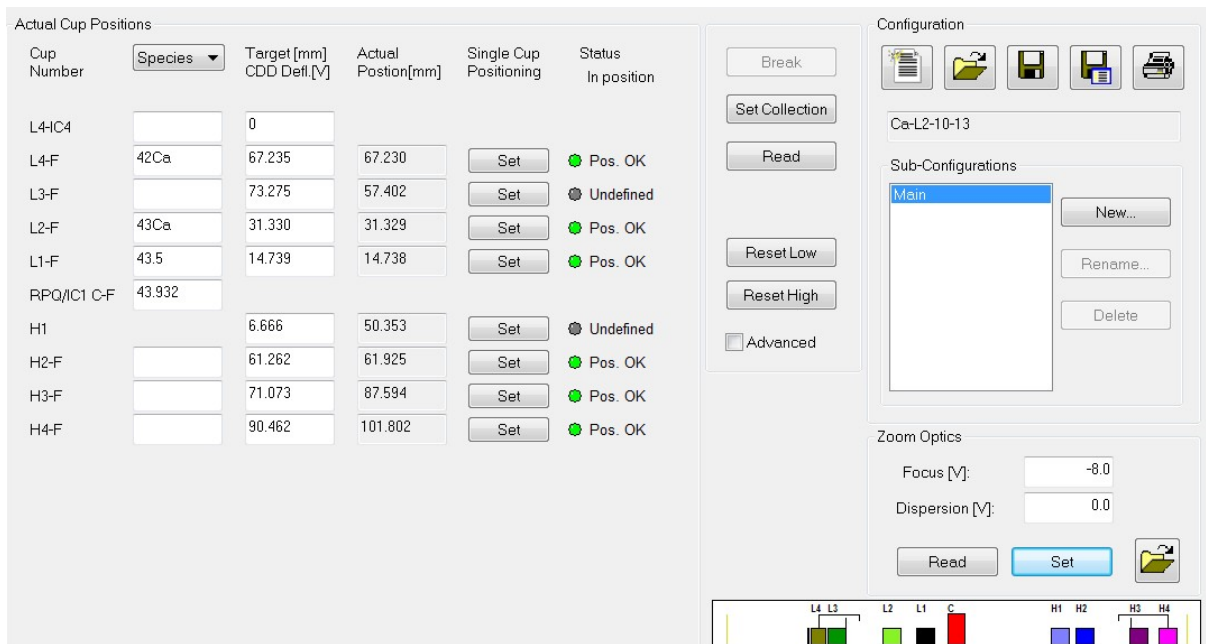 Actual Cup Positions
Cup Number Species Target [mm] CDD Defl.[V] Actual Postion[mm] Single Cup Positioning Status In position
L4-IC4 0
L4-F 42Ca 67.235 67.230 Set Pos. OK
L3-F 73.275 57.402 Set Undefined
L2-F 43Ca 31.330 31.329 Set Pos. OK
L1-F 43.5 14.739 14.738 Set Pos. OK
RPQ/IC1 C-F 43.932
H1 6.666 50.353 Set Undefined
H2-F 61.262 61.925 Set Pos. OK
H3-F 71.073 87.594 Set Pos. OK
H4-F 90.462 101.802 Set Pos. OK
Break
Set Collection
Read
Reset Low
Reset High
Advanced
Configuration
Ca-L2-10-13
Sub-Configurations
Main
New...
Rename...
Delete
Zoom Optics
Focus [V]: -8.0
Dispersion [V]: 0.0
Read Set
L4 L3 L2 L1 C H1 H2 H3 H4